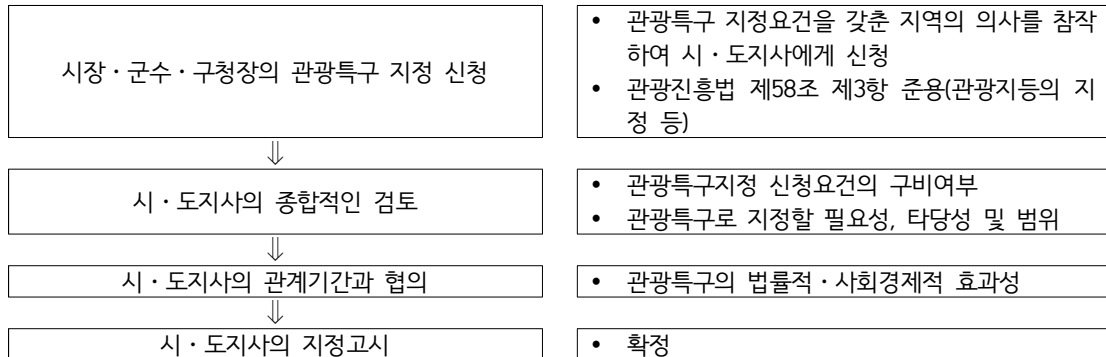 시장・군수・구청장의 관광특구 지정 신청
• 관광특구 지정요건을 갖춘 지역의 의사를 참작
하여 시・도지사에게 신청
• 관광진흥법 제58조 제3항 준용(관광지등의 지
정 등)
⇓
시・도지사의 종합적인 검토
• 관광특구지정 신청요건의 구비여부
• 관광특구로 지정할 필요성, 타당성 및 범위
⇓
시・도지사의 관계기간과 협의
• 관광특구의 법률적・사회경제적 효과성
⇓
시・도지사의 지정고시
• 확정